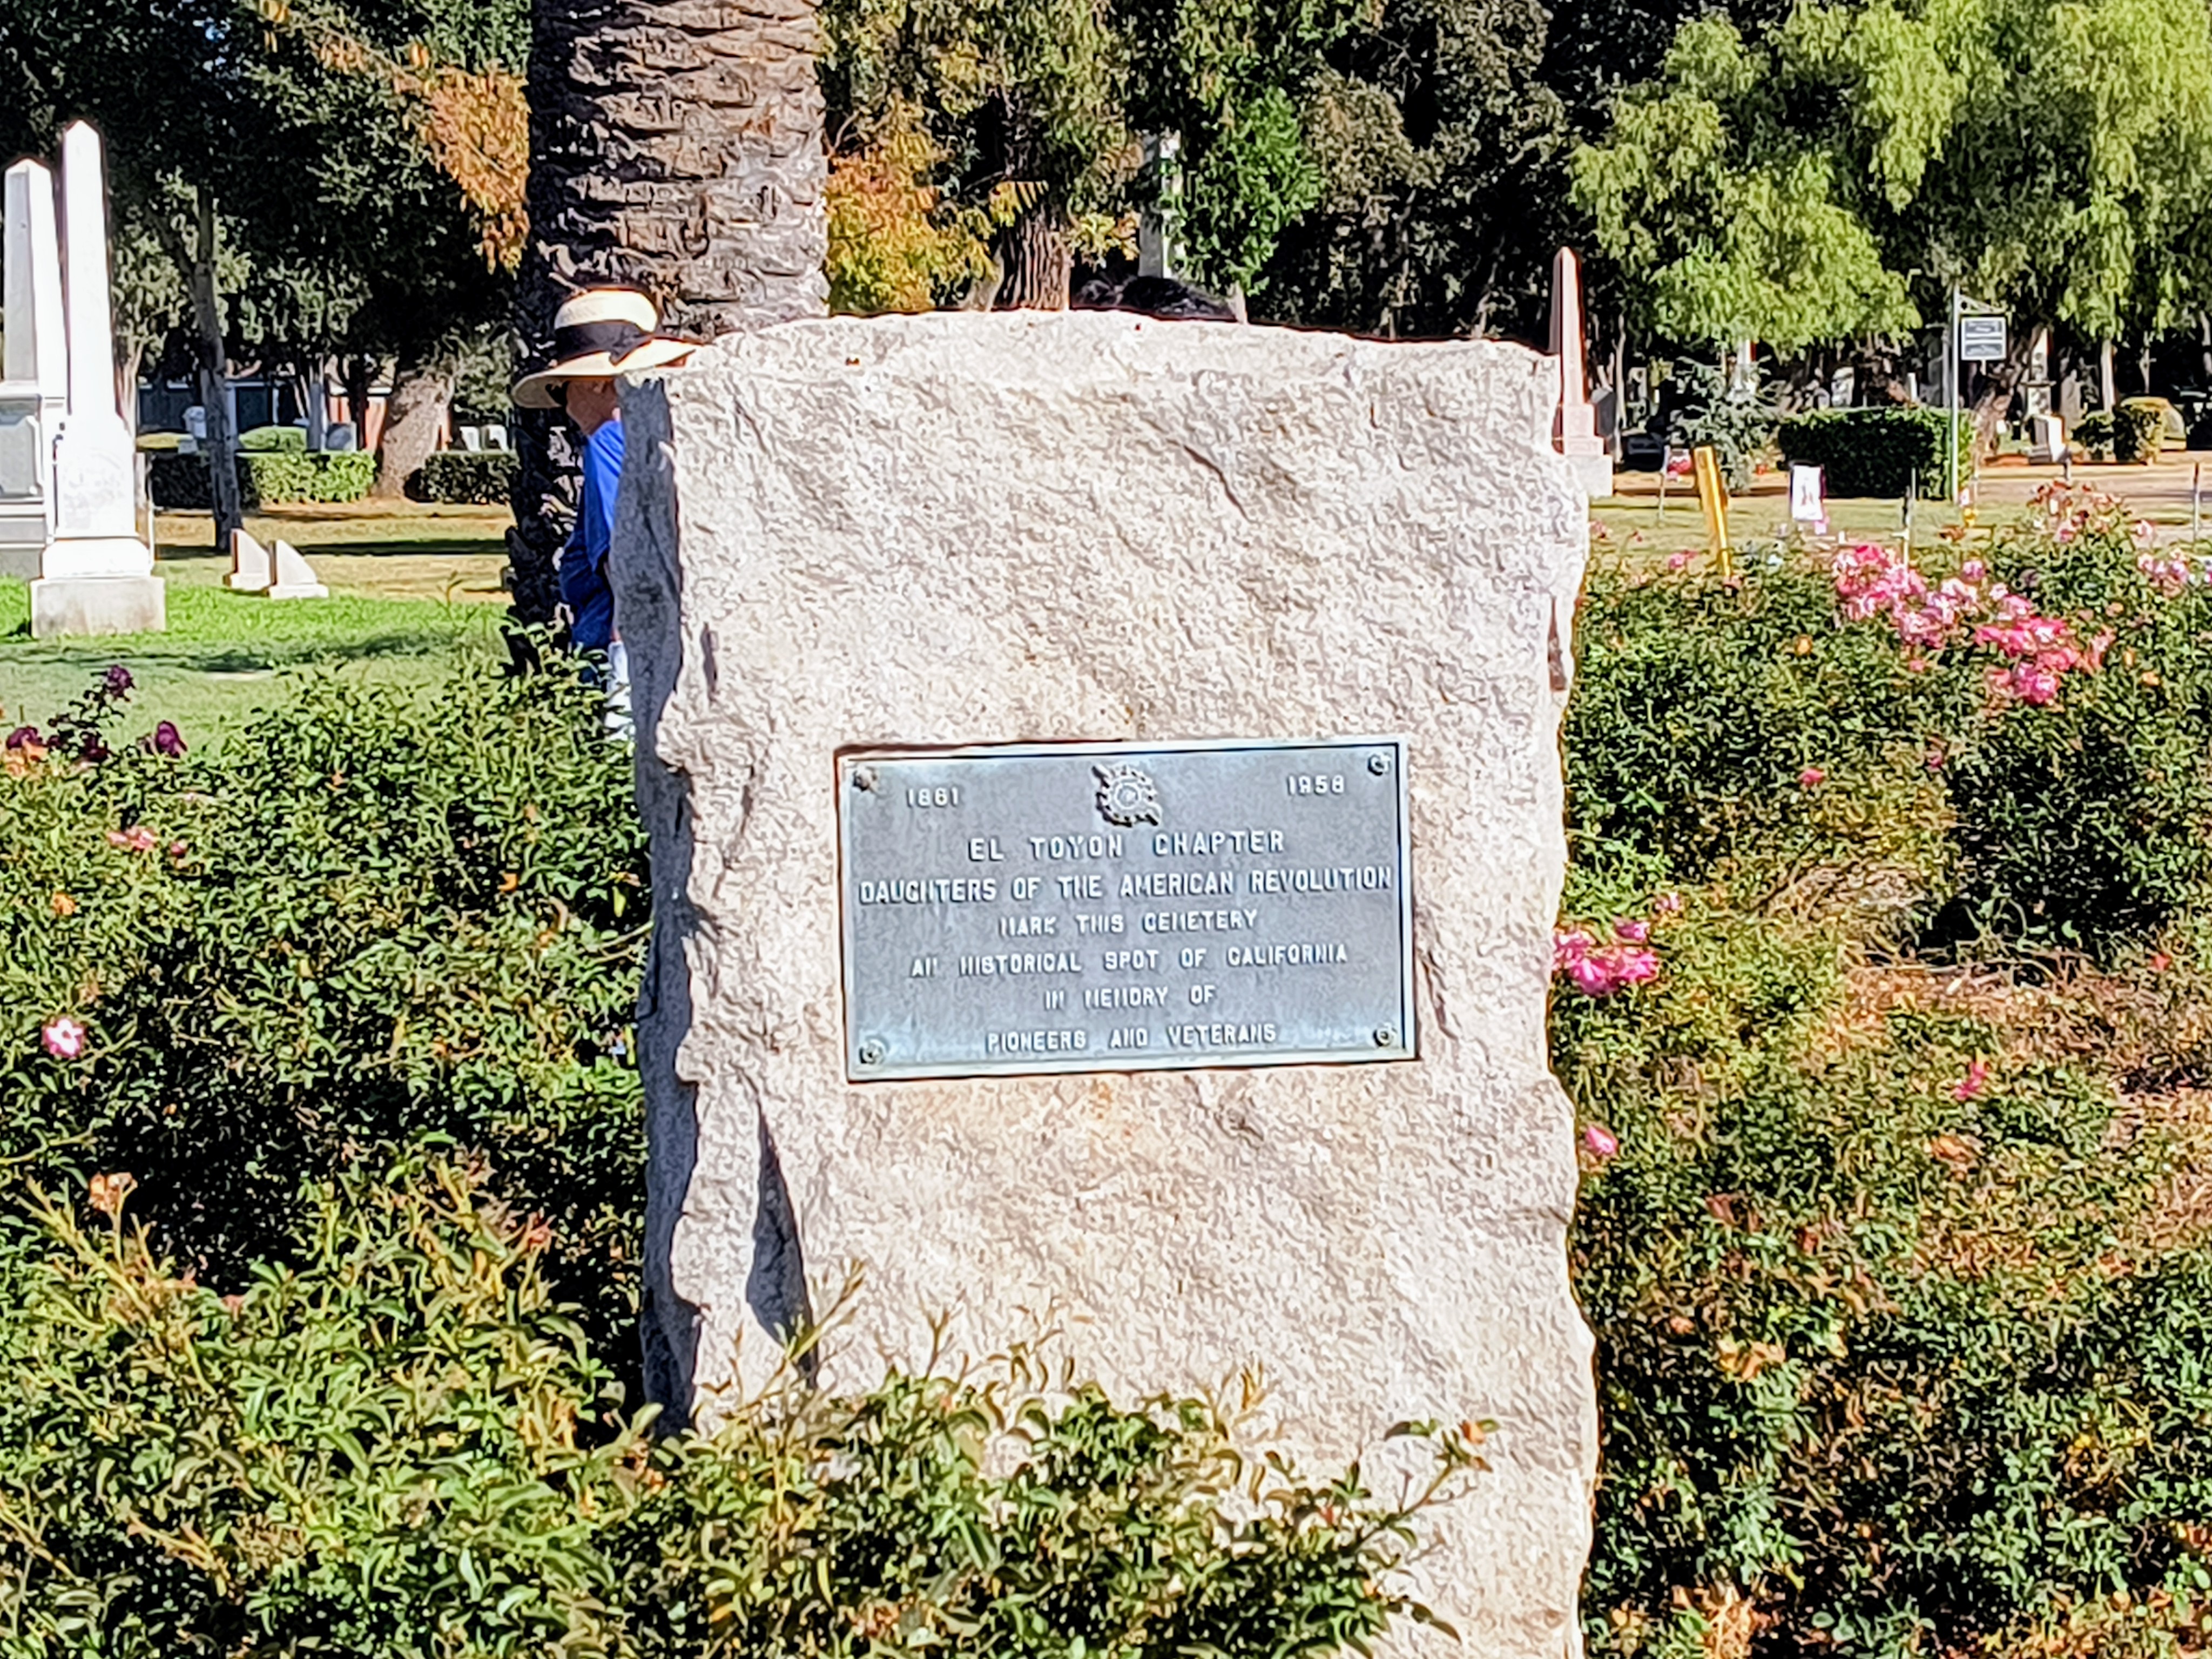 1861 1958
EL TOYON CHAPTER
DAUGHTERS OF THE AMERICAN REVOLUTION
MARK THIS CEMETERY
AN HISTORICAL SPOT OF CALIFORNIA
IN MEMORY OF
PIONEERS AND VETERANS